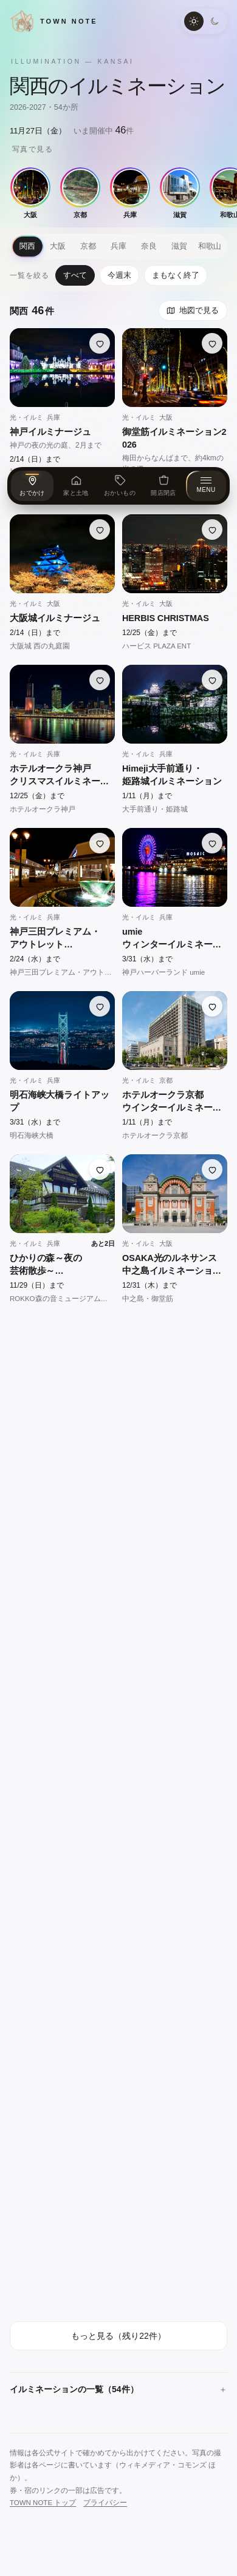 TOWN NOTE
ILLUMINATION — KANSAI
関西のイルミネーション
2026-2027・54か所
11月27日（金） いま開催中 46件
写真で見る
大阪 京都 兵庫 滋賀
関西 大阪 京都 兵庫 奈良 滋賀 和歌山
一覧を絞る すべて 今週末 まもなく終了
関西 46件 地図で見る
光・イルミ 兵庫
神戸イルミナージュ
神戸の夜の光の庭、2月まで
2/14（日）まで
光・イルミ 大阪
御堂筋イルミネーション2
026
梅田からなんばまで、約4kmの
おでかけ 家と土地 おかいもの 開店閉店 MENU
光・イルミ 大阪
大阪城イルミナージュ
2/14（日）まで
大阪城 西の丸庭園
光・イルミ 大阪
HERBIS CHRISTMAS
12/25（金）まで
ハービス PLAZA ENT
光・イルミ 兵庫
ホテルオークラ神戸
クリスマスイルミネー…
12/25（金）まで
ホテルオークラ神戸
光・イルミ 兵庫
Himeji大手前通り・
姫路城イルミネーション
1/11（月）まで
大手前通り・姫路城
光・イルミ 兵庫
神戸三田プレミアム・
アウトレット…
2/24（水）まで
神戸三田プレミアム・アウト…
MOSAIC
光・イルミ 兵庫
umie
ウィンターイルミネー…
3/31（水）まで
神戸ハーバーランド umie
光・イルミ 兵庫
明石海峡大橋ライトアッ
プ
3/31（水）まで
明石海峡大橋
光・イルミ 京都
ホテルオークラ京都
ウインターイルミネー…
1/11（月）まで
ホテルオークラ京都
光・イルミ 兵庫 あと2日
ひかりの森～夜の
芸術散歩～…
11/29（日）まで
ROKKO森の音ミュージアム…
光・イルミ 大阪
OSAKA光のルネサンス
中之島イルミネーショ…
12/31（木）まで
中之島・御堂筋
もっと見る（残り22件）
イルミネーションの一覧（54件） +
情報は各公式サイトで確かめてから出かけてください。写真の撮
影者は各ページに書いています（ウィキメディア・コモンズ ほ
か）。
券・宿のリンクの一部は広告です。
TOWN NOTE トップ プライバシー